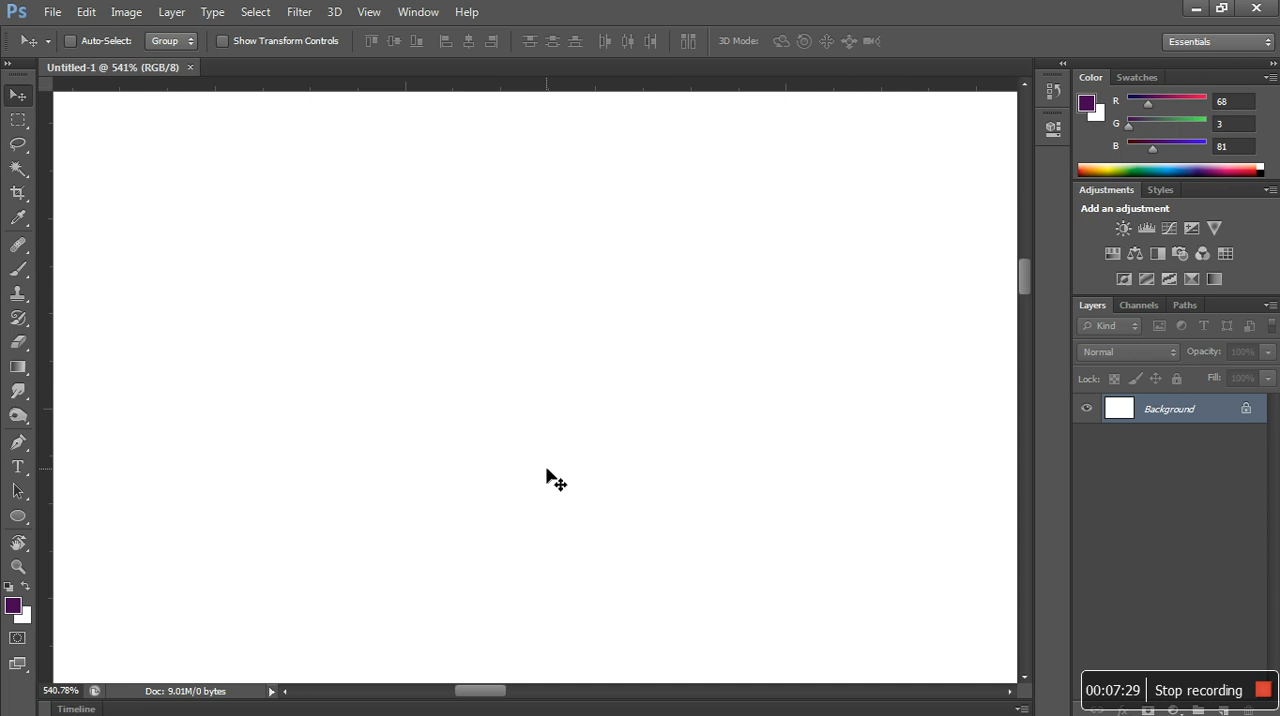 Ps File Edit Image Layer Type Select Filter 3D View Window Help
Auto-Select: Group Show Transform Controls 3D Mode: Essentials
Untitled-1 @ 541% (RGB/8) ×
Color Swatches
R 68
G 3
B 81
Adjustments Styles
Add an adjustment
Layers Channels Paths
Kind
Normal Opacity: 100%
Lock: Fill: 100%
Background
540.78% Doc: 9.01M/0 bytes
00:07:29 Stop recording
Timeline